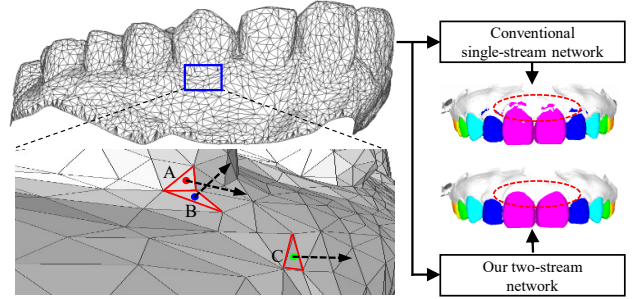 Conventional
single-stream network
A
B
C
Our two-stream
network